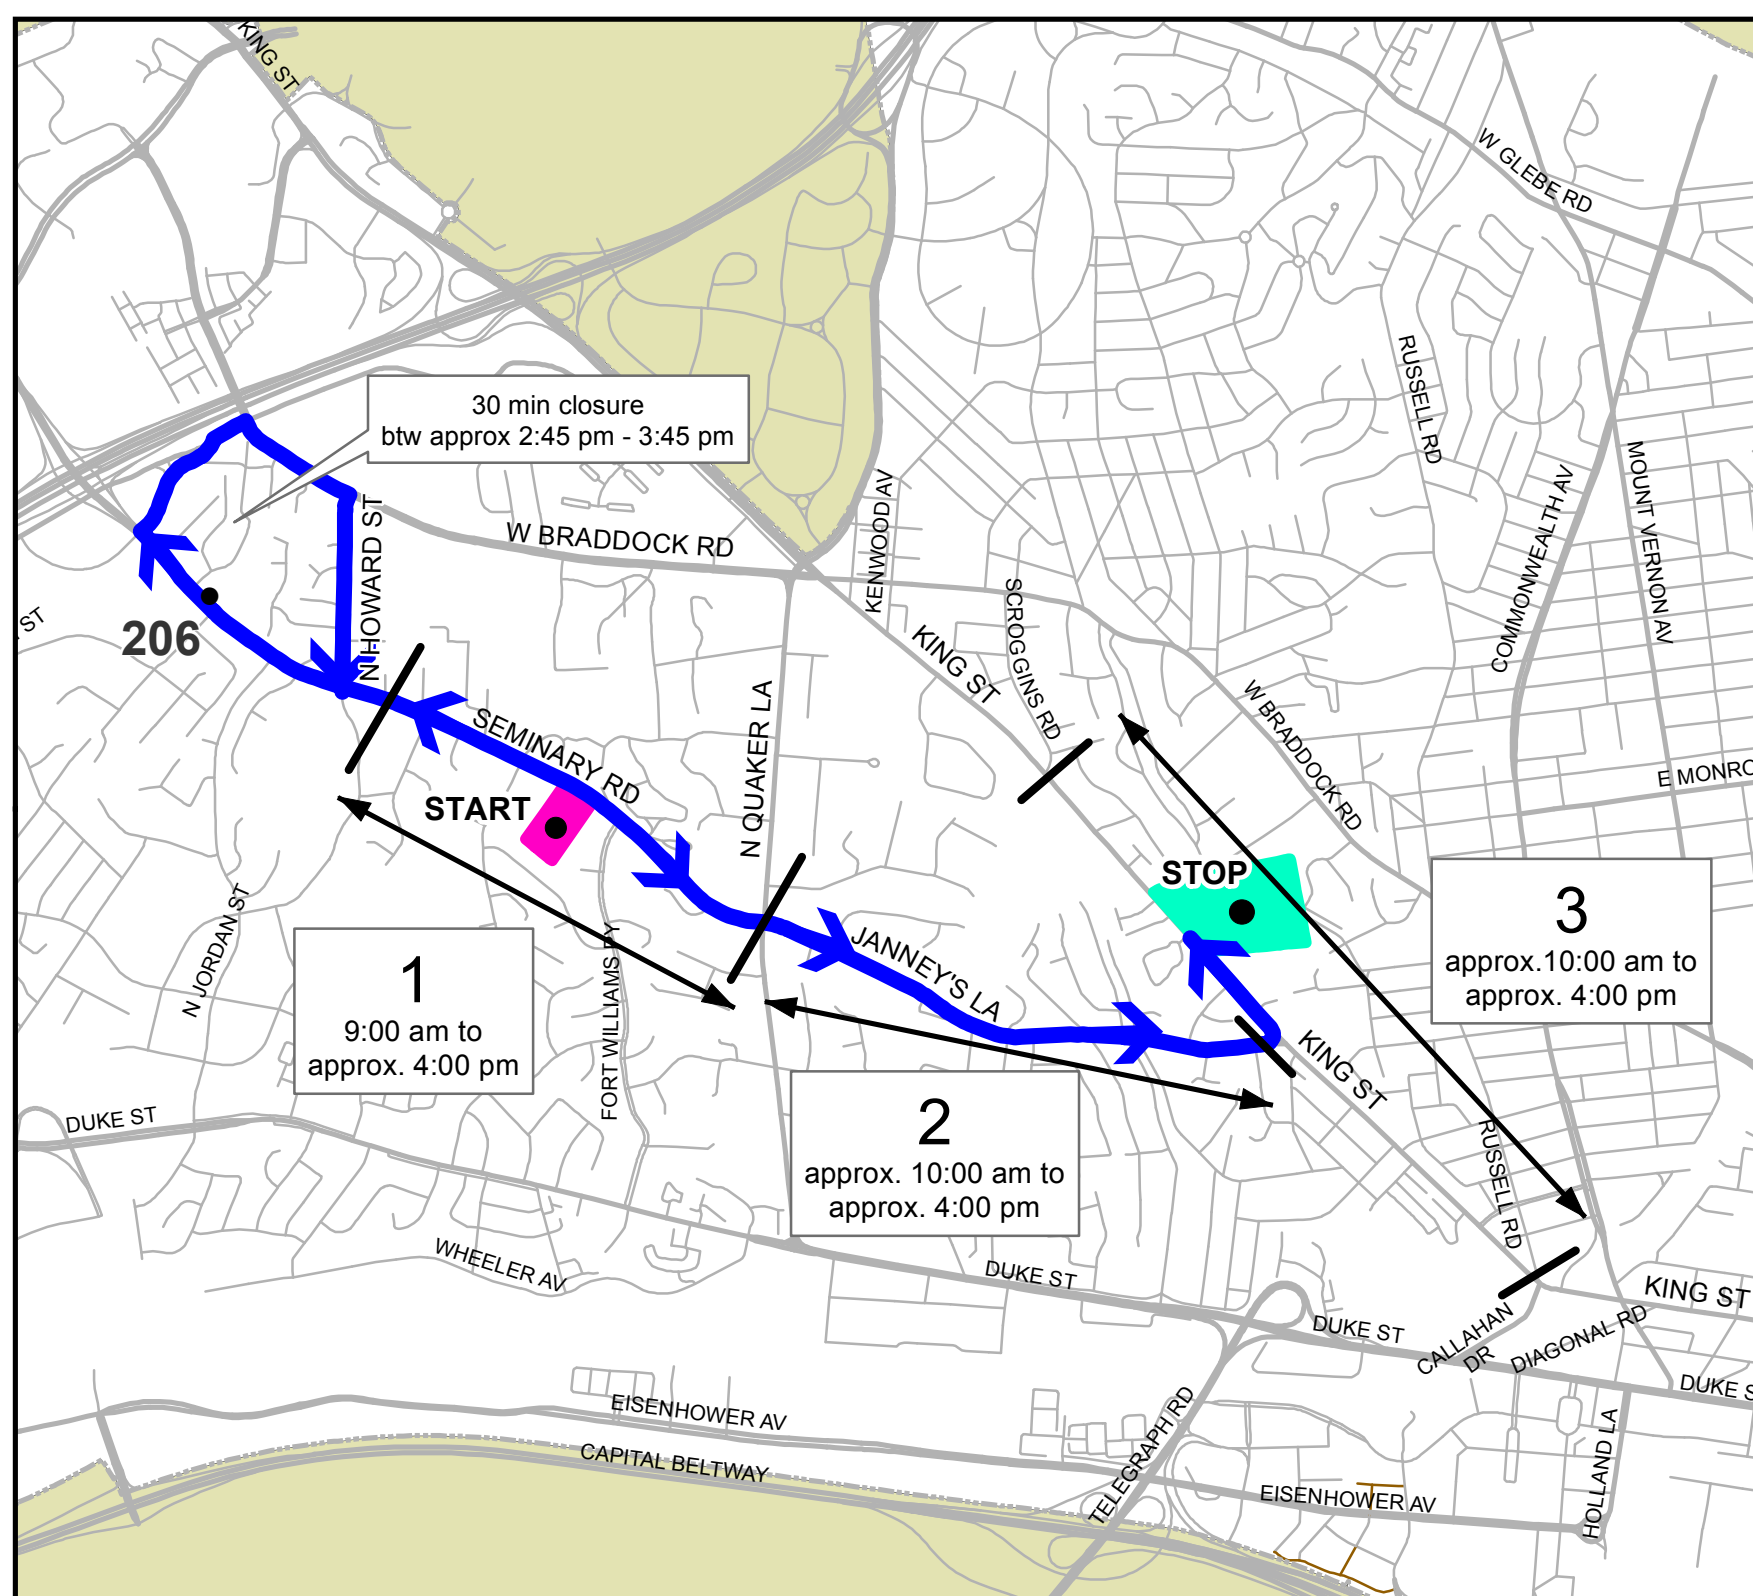 KING ST
W GLEBE RD
30 min closure
btw approx 2:45 pm - 3:45 pm
RUSSELL RD
COMMONWEALTH AV
MOUNT VERNON AV
KENWOOD AV
W BRADDOCK RD
N HOWARD ST
SCROGGINS RD
ST
206
KING ST
W BRADDOCK RD
SEMINARY RD
N QUAKER LA
START
E MONRO
STOP
3
approx.10:00 am to
approx. 4:00 pm
N JORDAN ST
1
9:00 am to
approx. 4:00 pm
FORT WILLIAMS PY
JANNEY'S LA
KING ST
2
approx. 10:00 am to
approx. 4:00 pm
DUKE ST
RUSSELL RD
WHEELER AV
DUKE ST
KING ST
DUKE ST
CALLAHAN
DR
DIAGONAL RD
DUKE S
EISENHOWER AV
CAPITAL BELTWAY
TELEGRAPH RD
EISENHOWER AV
HOLLAND LA